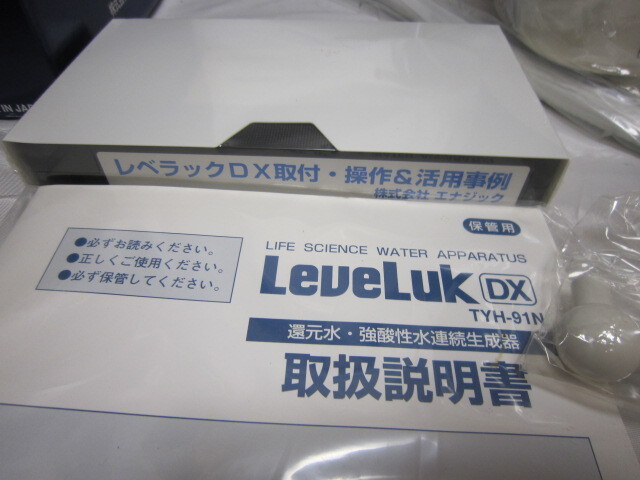 IN JAP
レベラックDX取付・操作&活用事例
株式会社 エナジック
保管用
●必ずお読みください。
●正しくご使用ください。
●必ず保管してください。
LIFE SCIENCE WATER APPARATUS
LeveLuk DX
TYH-91N
還元水・強酸性水連続生成器
取扱説明書